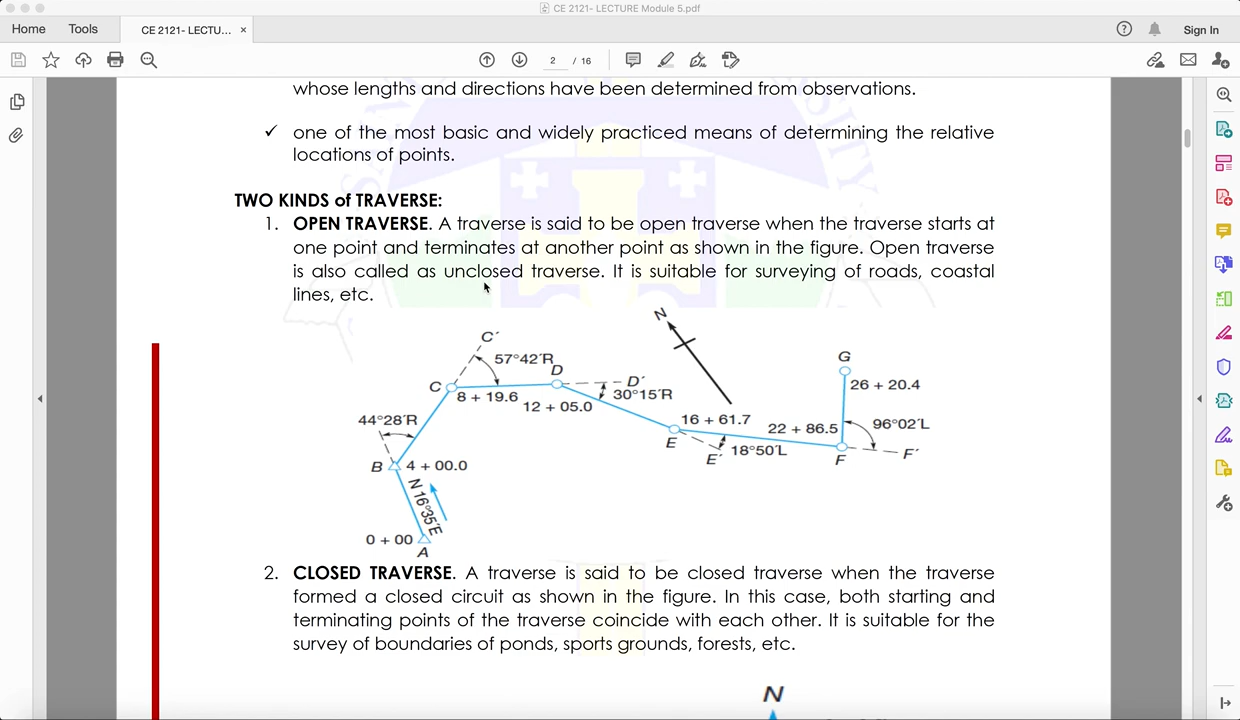 CE 2121- LECTURE Module 5.pdf
Home Tools CE 2121- LECTU... × Sign In
2 / 16
whose lengths and directions have been determined from observations.
✓ one of the most basic and widely practiced means of determining the relative
locations of points.
TWO KINDS of TRAVERSE:
1. OPEN TRAVERSE. A traverse is said to be open traverse when the traverse starts at
one point and terminates at another point as shown in the figure. Open traverse
is also called as unclosed traverse. It is suitable for surveying of roads, coastal
lines, etc.
N
C′
57°42′R
D
G
C
D′
8 + 19.6
30°15′R
26 + 20.4
12 + 05.0
44°28′R
16 + 61.7
22 + 86.5
96°02′L
E
18°50′L
F′
B
4 + 00.0
E′
F
N 16°35′E
0 + 00
A
2. CLOSED TRAVERSE. A traverse is said to be closed traverse when the traverse
formed a closed circuit as shown in the figure. In this case, both starting and
terminating points of the traverse coincide with each other. It is suitable for the
survey of boundaries of ponds, sports grounds, forests, etc.
N